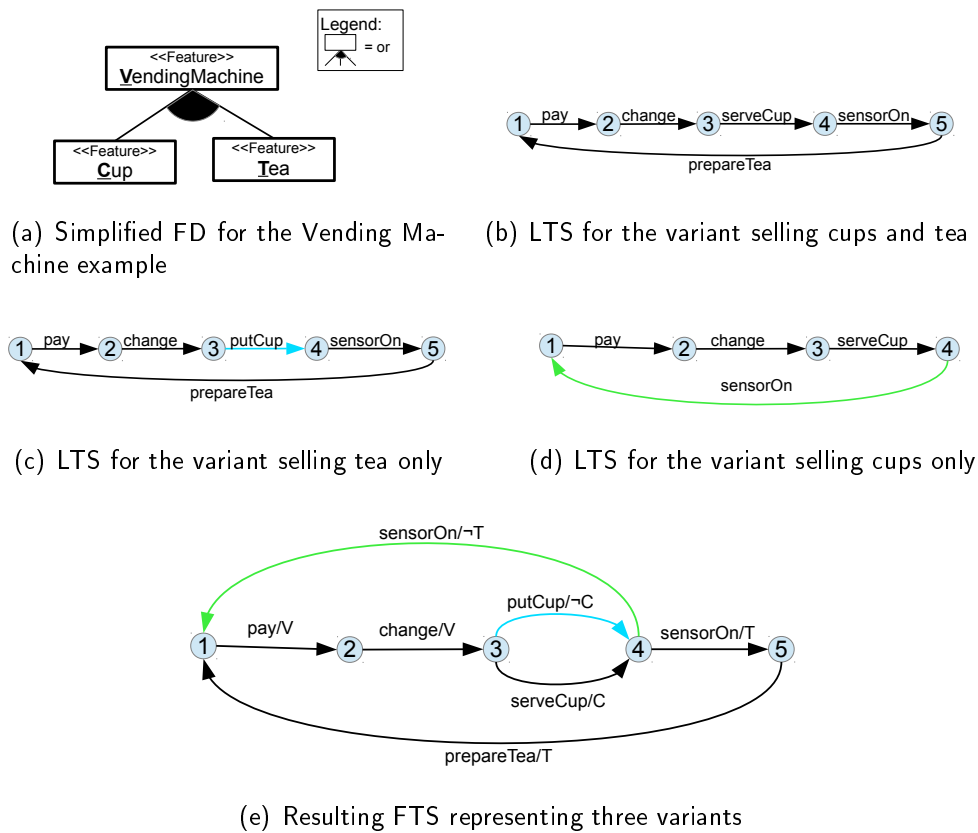 Legend:
= or
<<Feature>>
VendingMachine
<<Feature>>
Cup
<<Feature>>
Tea
(a) Simplified FD for the Vending Ma-
chine example
1 pay 2 change 3 serveCup 4 sensorOn 5
prepareTea
(b) LTS for the variant selling cups and tea
1 pay 2 change 3 putCup 4 sensorOn 5
prepareTea
(c) LTS for the variant selling tea only
1 pay 2 change 3 serveCup 4
sensorOn
(d) LTS for the variant selling cups only
sensorOn/¬T
putCup/¬C
1 pay/V 2 change/V 3 4 sensorOn/T 5
serveCup/C
prepareTea/T
(e) Resulting FTS representing three variants